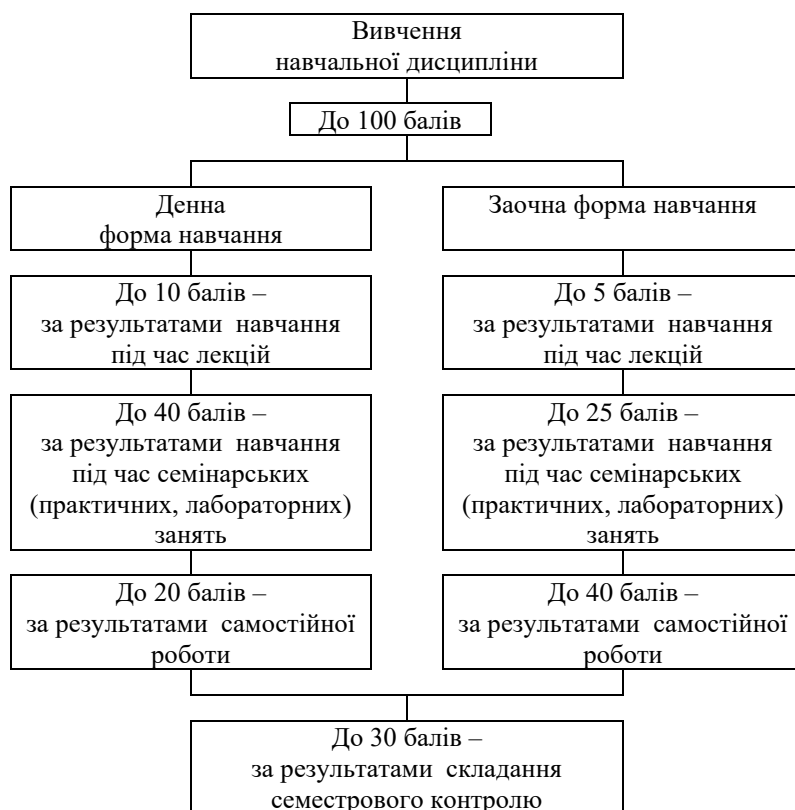 Вивчення
навчальної дисципліни
До 100 балів
Денна
форма навчання
Заочна форма навчання
До 10 балів –
за результатами навчання
під час лекцій
До 5 балів –
за результатами навчання
під час лекцій
До 40 балів –
за результатами навчання
під час семінарських
(практичних, лабораторних)
занять
До 25 балів –
за результатами навчання
під час семінарських
(практичних, лабораторних)
занять
До 20 балів –
за результатами самостійної
роботи
До 40 балів –
за результатами самостійної
роботи
До 30 балів –
за результатами складання
семестрового контролю